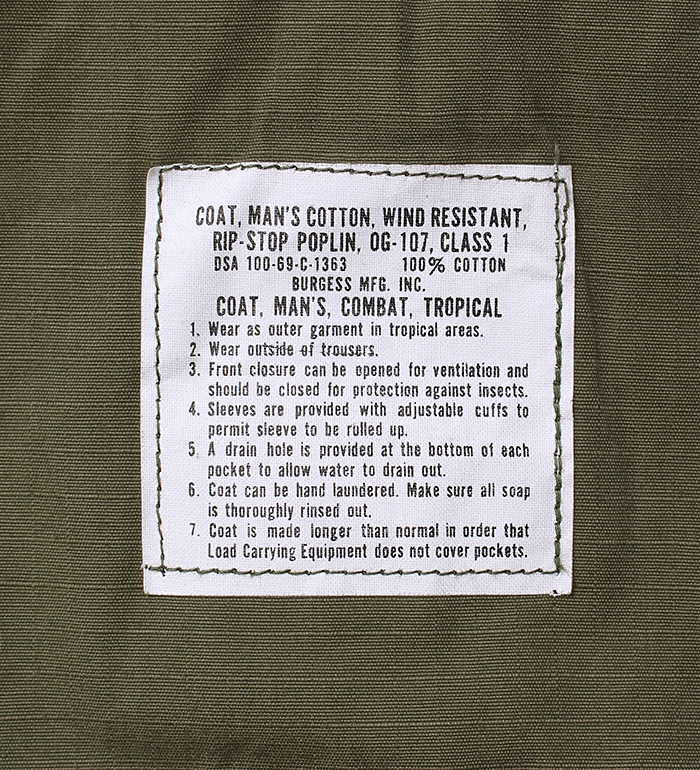 COAT, MAN'S COTTON, WIND RESISTANT,
RIP-STOP POPLIN, OG-107, CLASS 1
DSA 100-69-C-1363 100% COTTON
BURGESS MFG. INC.
COAT, MAN'S, COMBAT, TROPICAL
1. Wear as outer garment in tropical areas.
2. Wear outside of trousers.
3. Front closure can be opened for ventilation and
should be closed for protection against insects.
4. Sleeves are provided with adjustable cuffs to
permit sleeve to be rulled up.
5. A drain hole is provided at the bottom of each
pocket to allow water to drain out.
6. Coat can be hand laundered. Make sure all soap
is thoroughly rinsed out.
7. Coat is made longer than normal in order that
Load Carrying Equipment does not cover pockets.